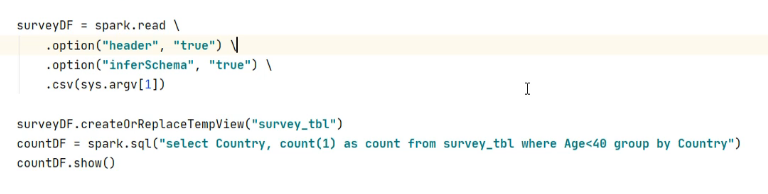 surveyDF = spark.read \
.option("header", "true") \
.option("inferSchema", "true") \
.csv(sys.argv[1])
surveyDF.createOrReplaceTempView("survey_tbl")
countDF = spark.sql("select Country, count(1) as count from survey_tbl where Age<40 group by Country")
countDF.show()